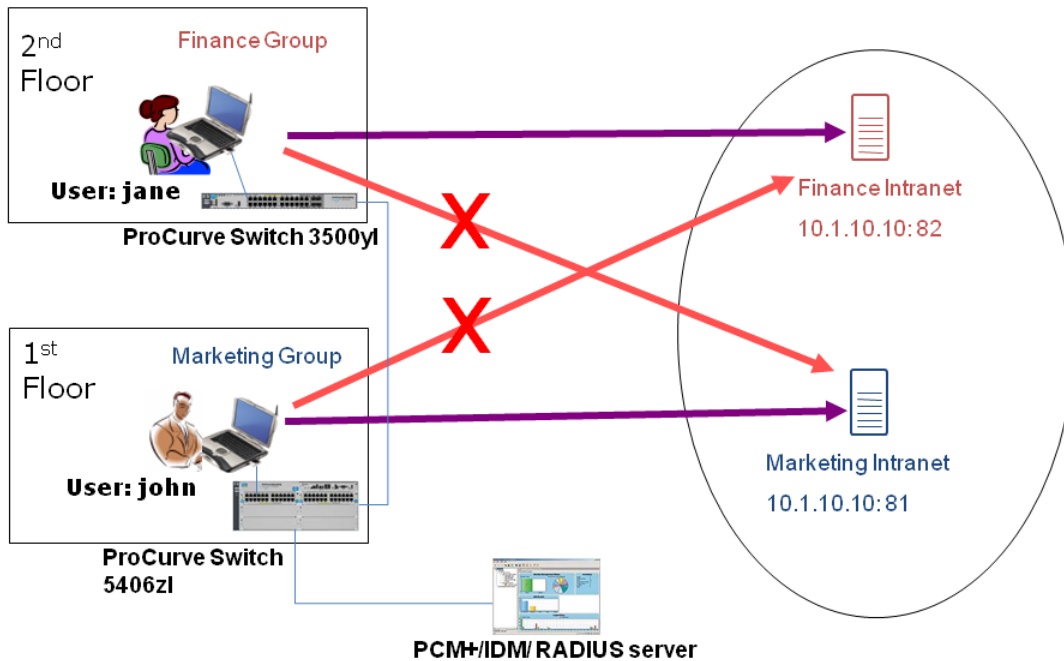 2nd
Floor
Finance Group
User: jane
ProCurve Switch 3500yl
1st
Floor
Marketing Group
User: john
ProCurve Switch
5406zl
X
X
Finance Intranet
10.1.10.10:82
Marketing Intranet
10.1.10.10:81
PCM+/IDM/ RADIUS server